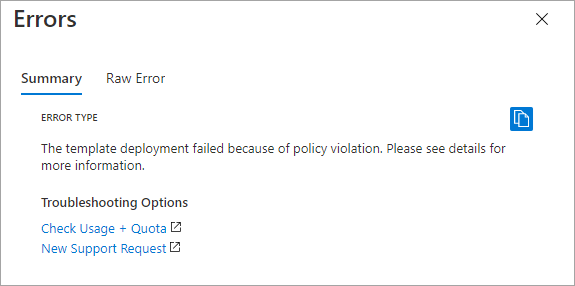 Errors
Summary Raw Error
ERROR TYPE
The template deployment failed because of policy violation. Please see details for
more information.
Troubleshooting Options
Check Usage + Quota
New Support Request